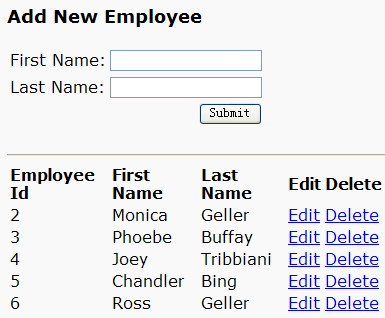 Add New Employee
First Name:
Last Name:
Submit
Employee Id First Name Last Name Edit Delete
2 Monica Geller Edit Delete
3 Phoebe Buffay Edit Delete
4 Joey Tribbiani Edit Delete
5 Chandler Bing Edit Delete
6 Ross Geller Edit Delete